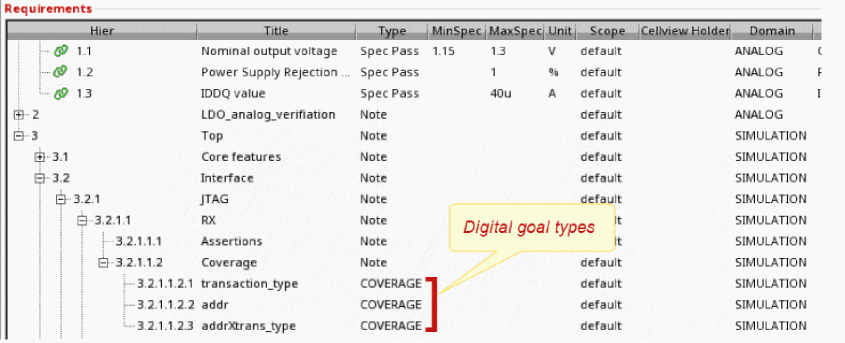 Requirements
Hier Title Type MinSpec MaxSpec Unit Scope Cellview Holder Domain
1.1 Nominal output voltage Spec Pass 1.15 1.3 V default ANALOG
1.2 Power Supply Rejection ... Spec Pass 1 % default ANALOG
1.3 IDDQ value Spec Pass 40u A default ANALOG
2 LDO_analog_verifiation Note default ANALOG
3 Top Note default SIMULATION
3.1 Core features Note default SIMULATION
3.2 Interface Note default SIMULATION
3.2.1 JTAG Note default SIMULATION
3.2.1.1 RX Note default SIMULATION
3.2.1.1.1 Assertions Note default SIMULATION
3.2.1.1.2 Coverage Note default SIMULATION
3.2.1.1.2.1 transaction_type COVERAGE default SIMULATION
3.2.1.1.2.2 addr COVERAGE default SIMULATION
3.2.1.1.2.3 addrXtrans_type COVERAGE default SIMULATION
Digital goal types